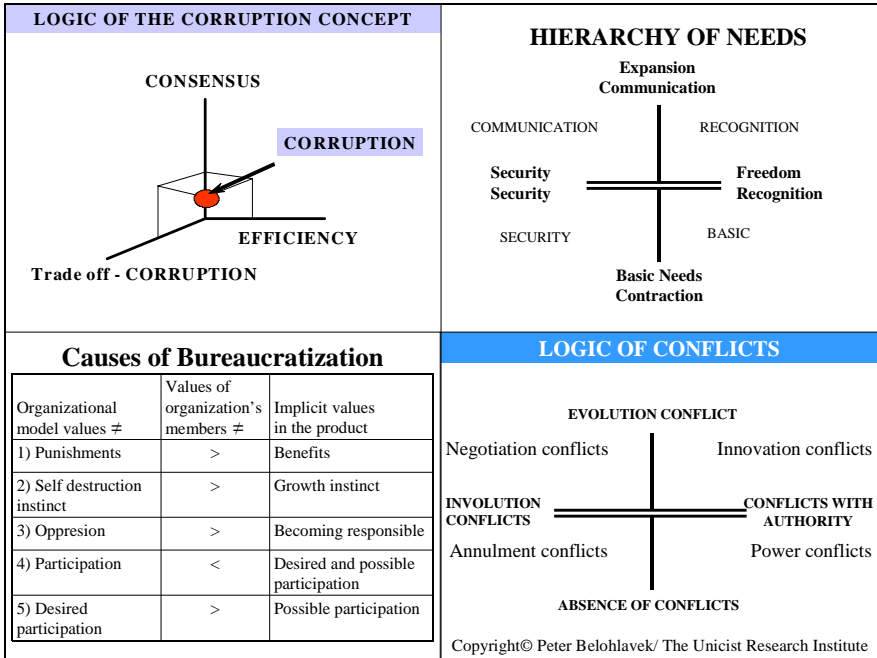 LOGIC OF THE CORRUPTION CONCEPT
CONSENSUS
CORRUPTION
EFFICIENCY
Trade off - CORRUPTION
HIERARCHY OF NEEDS
Expansion
Communication
COMMUNICATION RECOGNITION
Security Freedom
Security Recognition
SECURITY BASIC
Basic Needs
Contraction
Causes of Bureaucratization
Organizational model values ≠ Values of organization's members ≠ Implicit values in the product
1) Punishments > Benefits
2) Self destruction instinct > Growth instinct
3) Oppresion > Becoming responsible
4) Participation < Desired and possible participation
5) Desired participation > Possible participation
LOGIC OF CONFLICTS
EVOLUTION CONFLICT
Negotiation conflicts Innovation conflicts
INVOLUTION CONFLICTS WITH
CONFLICTS AUTHORITY
Annulment conflicts Power conflicts
ABSENCE OF CONFLICTS
Copyright© Peter Belohlavek/ The Unicist Research Institute